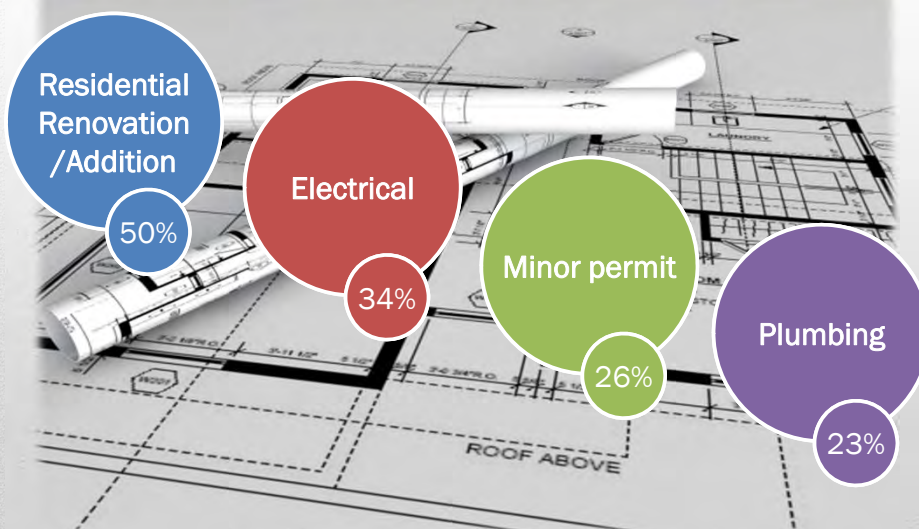 Residential
Renovation
/Addition
50%
Electrical
34%
Minor permit
26%
Plumbing
23%
LAUNDRY
ROOF ABOVE